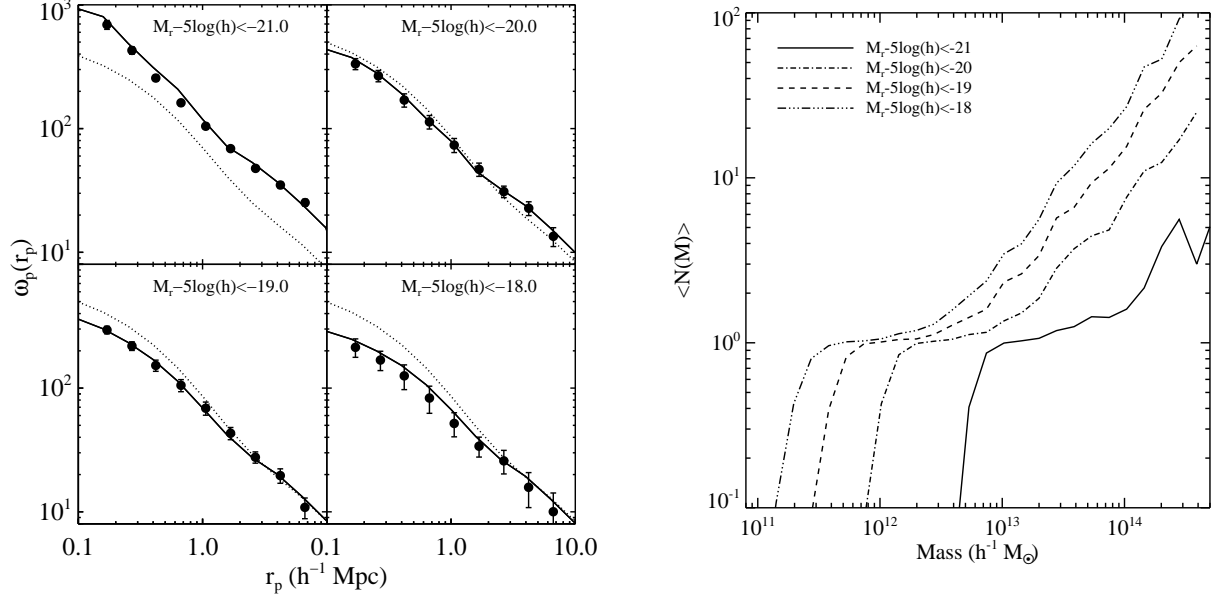 M_r−5log(h)<−21.0
M_r−5log(h)<−20.0
10^3
10^2
10^1
M_r−5log(h)<−19.0
M_r−5log(h)<−18.0
10^2
10^1
ω_p(r_p)
0.1 1.0 0.1 1.0 10.0
r_p (h^−1 Mpc)
10^2
10^1
10^0
10^-1
<N(M)>
M_r-5log(h)<-21
M_r-5log(h)<-20
M_r-5log(h)<-19
M_r-5log(h)<-18
10^11 10^12 10^13 10^14
Mass (h^-1 M_☉)